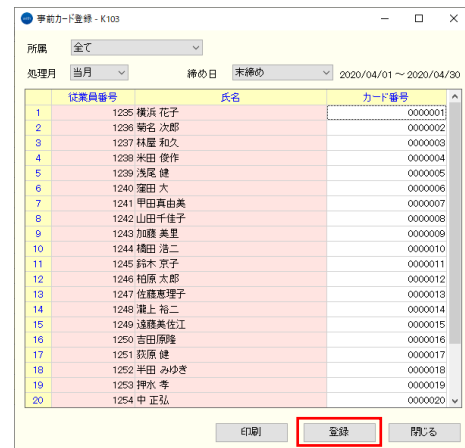 事前カード登録 - K103
所属 全て
処理月 当月 締め日 末締め 2020/04/01 ～ 2020/04/30
従業員番号 氏名 カード番号
1 1235 横浜 花子 0000001
2 1236 菊名 次郎 0000002
3 1237 林屋 和久 0000003
4 1238 米田 俊作 0000004
5 1239 浅尾 健 0000005
6 1240 窪田 大 0000006
7 1241 甲田真由美 0000007
8 1242 山田千佳子 0000008
9 1243 加藤 美里 0000009
10 1244 橋田 浩二 0000010
11 1245 鈴木 京子 0000011
12 1246 柏原 太郎 0000012
13 1247 佐藤恵理子 0000013
14 1248 瀧上 裕二 0000014
15 1249 遠藤美佐江 0000015
16 1250 吉田原隆 0000016
17 1251 荻原 健 0000017
18 1252 半田 みゆき 0000018
19 1253 押水 孝 0000019
20 1254 中 正弘 0000020
印刷 登録 閉じる